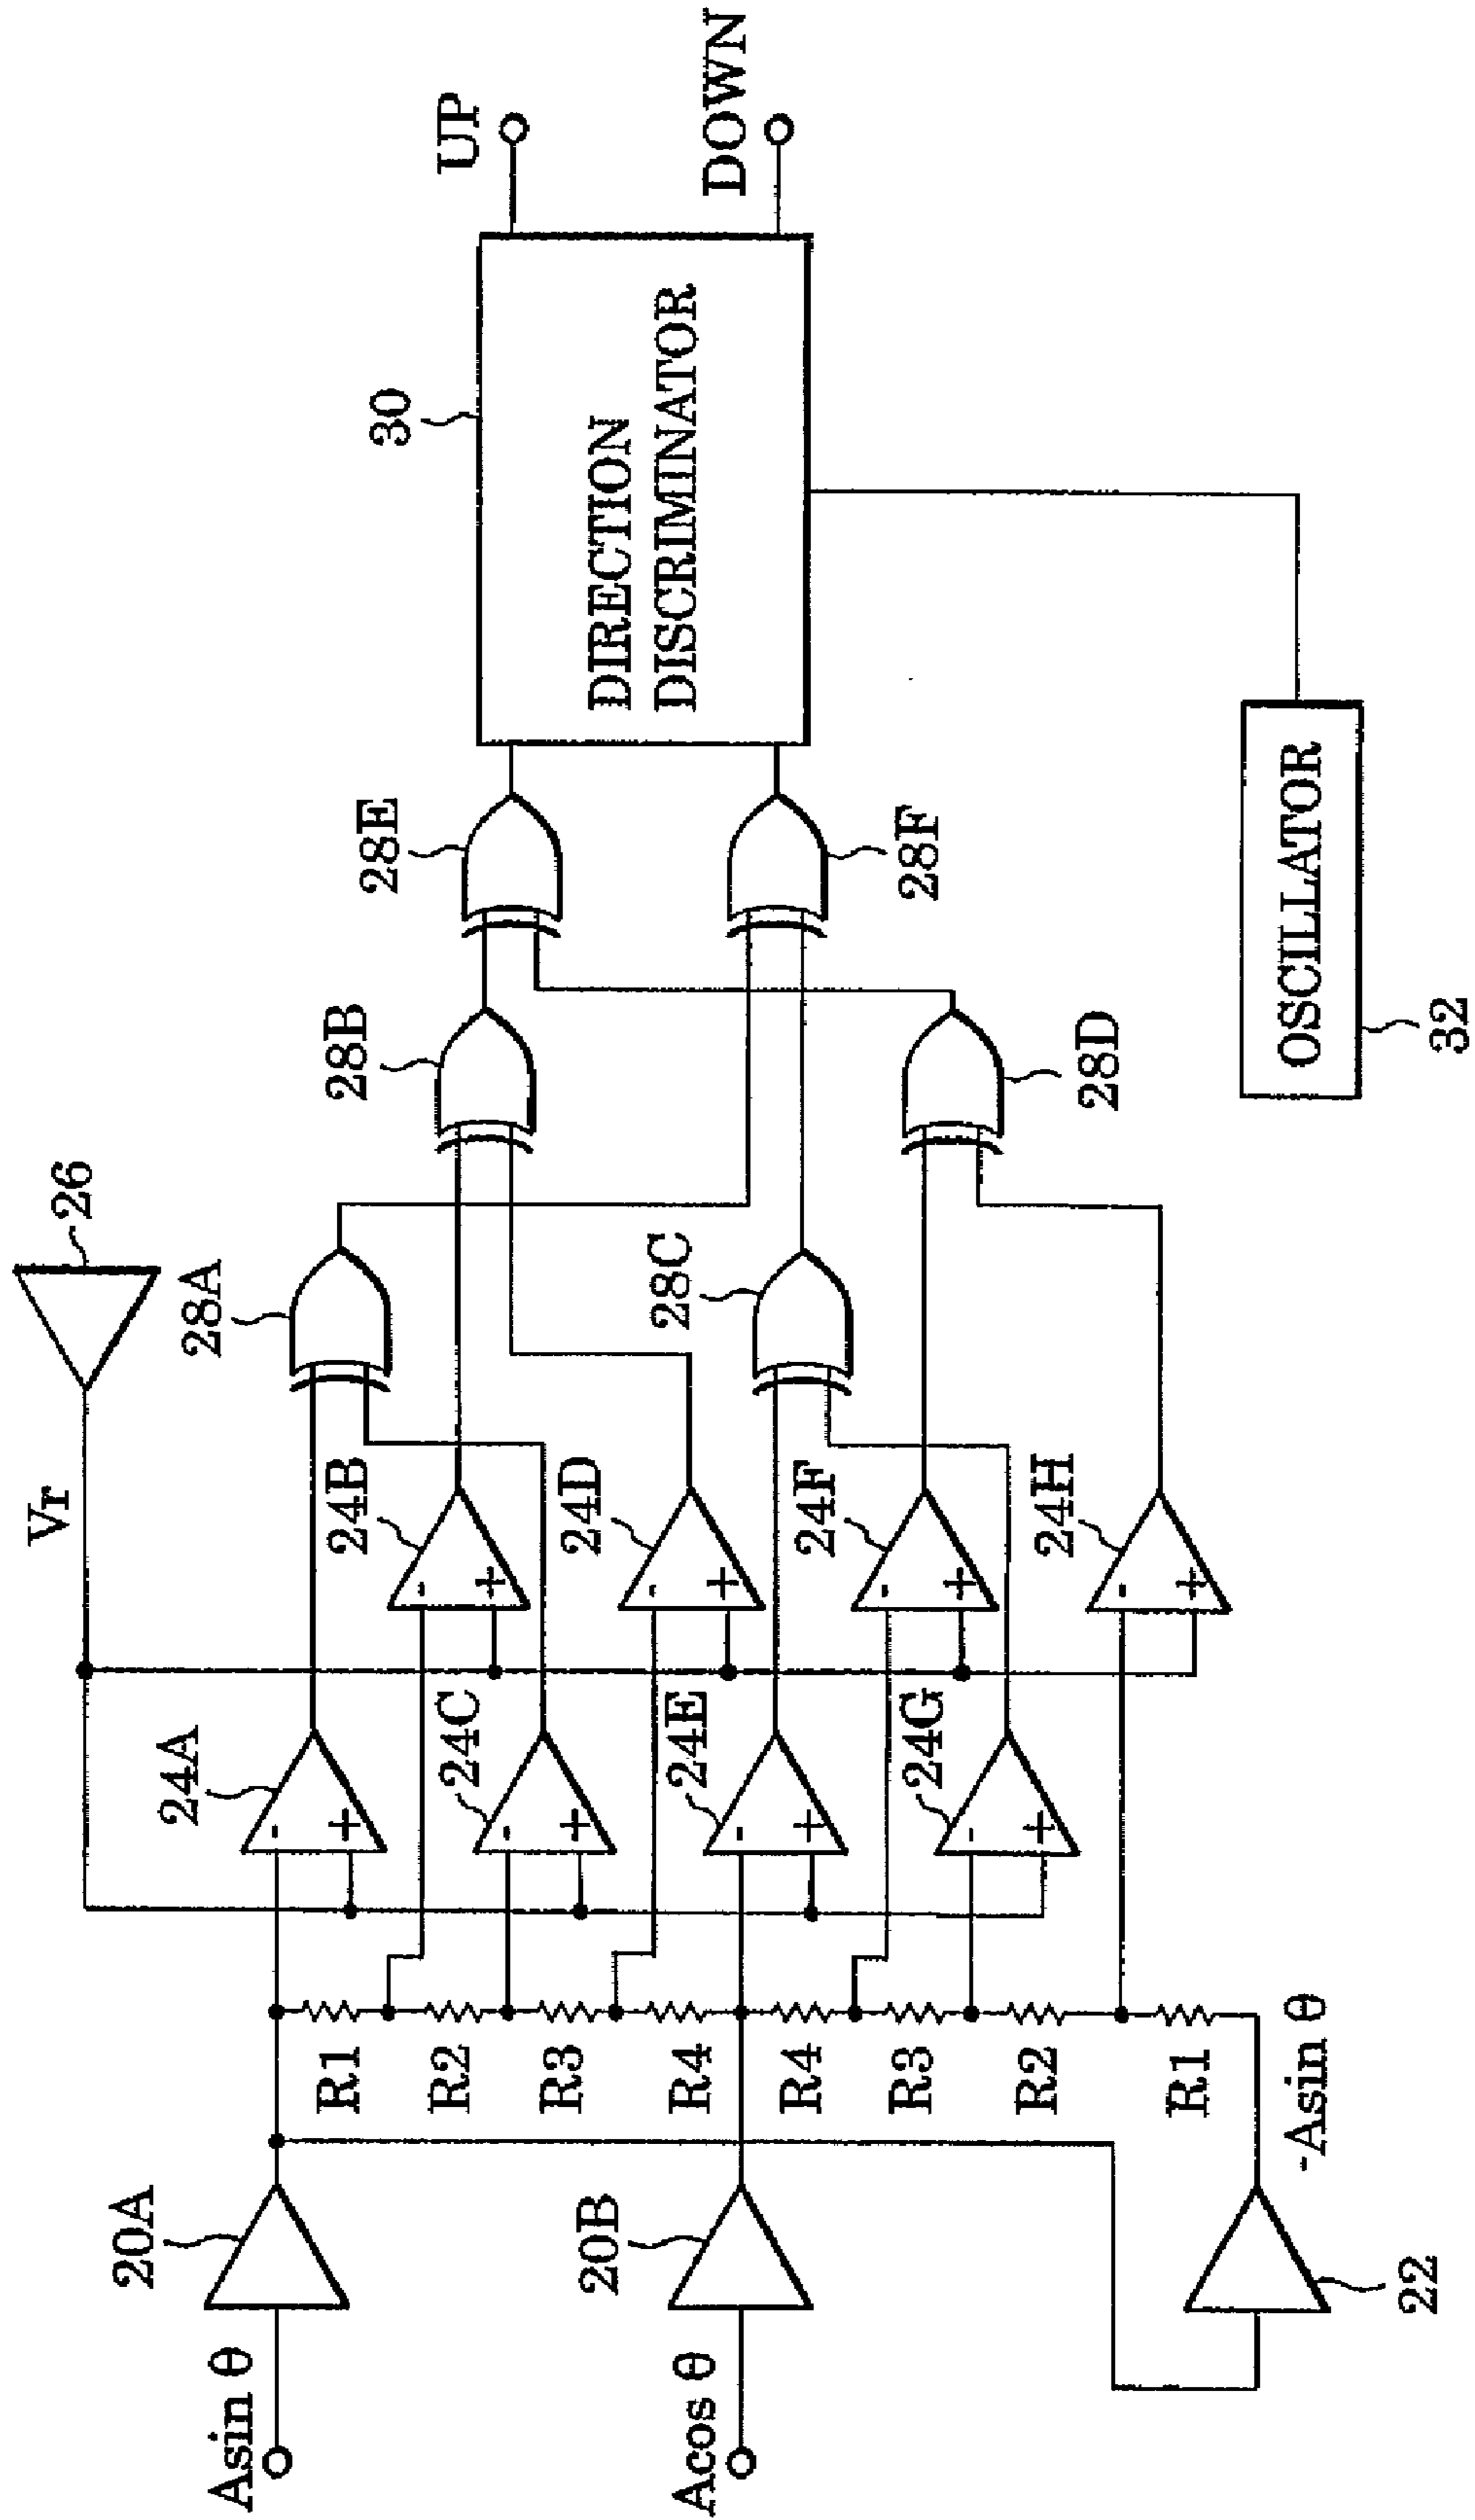 Asin θ
20A
Acos θ
20B
22
-Asin θ
R1
R2
R3
R4
R4
R3
R2
R1
24A
24C
24E
24G
Vr
24B
24D
24F
24H
26
28A
28C
28B
28D
28E
28F
30
DIRECTION
DISCRIMINATOR
OSCILLATOR
32
UP
DOWN
-
+
-
+
-
+
-
+
-
+
-
+
-
+
-
+